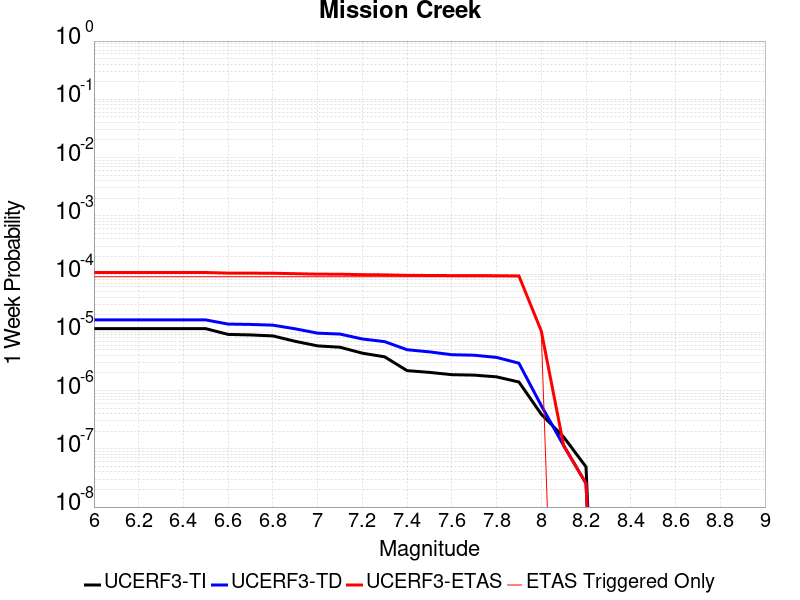 Mission Creek
10^0
10^-1
10^-2
10^-3
10^-4
10^-5
10^-6
10^-7
10^-8
1 Week Probability
6 6.2 6.4 6.6 6.8 7 7.2 7.4 7.6 7.8 8 8.2 8.4 8.6 8.8 9
Magnitude
UCERF3-TI UCERF3-TD UCERF3-ETAS ETAS Triggered Only